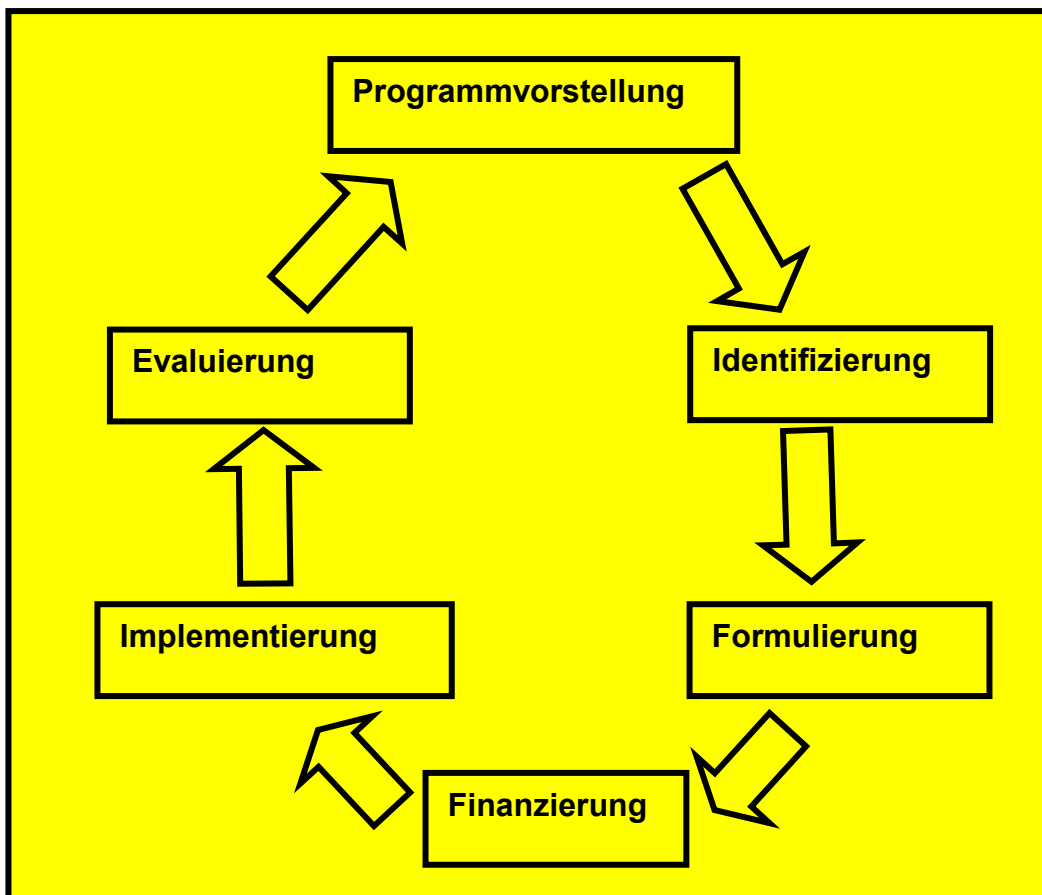 Programmvorstellung
Evaluierung
Identifizierung
Implementierung
Formulierung
Finanzierung